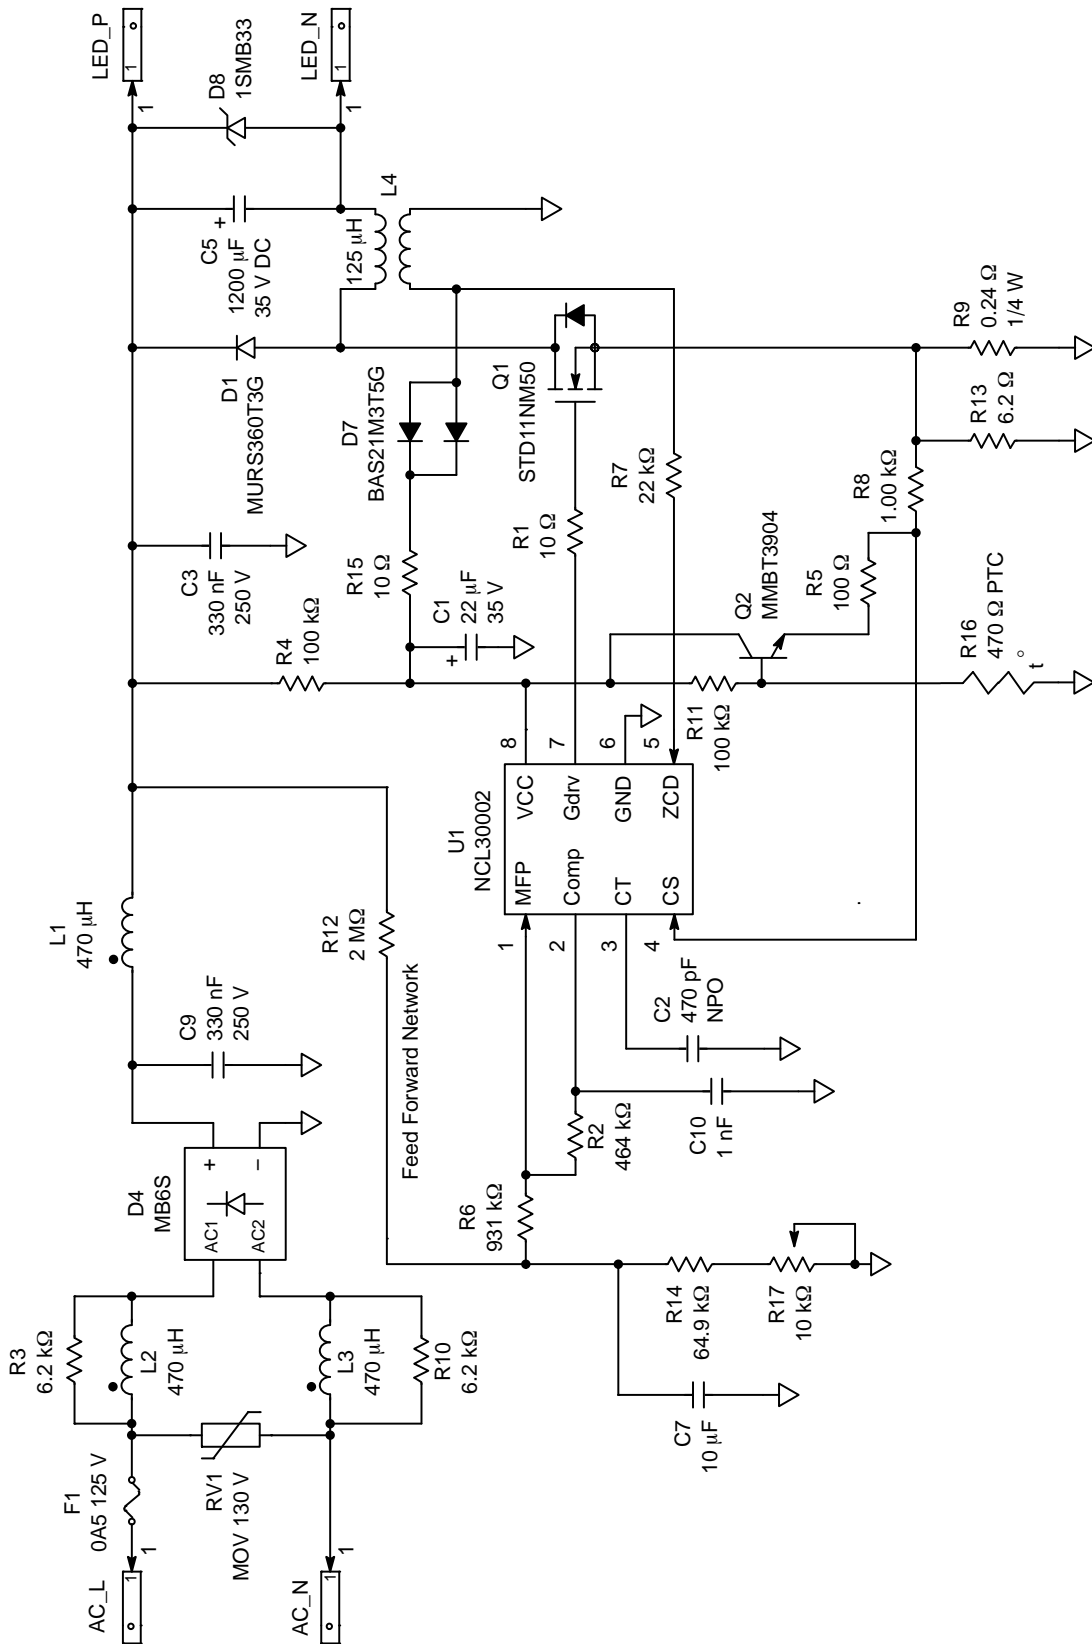 AC_L
1
F1
0A5 125 V
R3
6.2 kΩ
L2
470 μH
RV1
MOV 130 V
AC_N
1
L3
470 μH
R10
6.2 kΩ
1
1
D4
MB6S
AC1
AC2
+
−
C9
330 nF
250 V
L1
470 μH
R12
2 MΩ
Feed Forward Network
C7
10 μF
R14
64.9 kΩ
R17
10 kΩ
R6
931 kΩ
R2
464 kΩ
C10
1 nF
C2
470 pF
NPO
U1
NCL30002
1
2
3
4
MFP
Comp
CT
CS
VCC
Gdrv
GND
ZCD
8
7
6
5
R4
100 kΩ
C3
330 nF
250 V
R15
10 Ω
+
C1
22 μF
35 V
R11
100 kΩ
Q2
MMBT3904
R5
100 Ω
R16
470 Ω PTC
t°
R1
10 Ω
R7
22 kΩ
R8
1.00 kΩ
D1
MURS360T3G
D7
BAS21M3T5G
Q1
STD11NM50
R13
6.2 Ω
R9
0.24 Ω
1/4 W
+
C5
1200 μF
35 V DC
125 μH
L4
D8
1SMB33
LED_P
1
1
LED_N
1
1